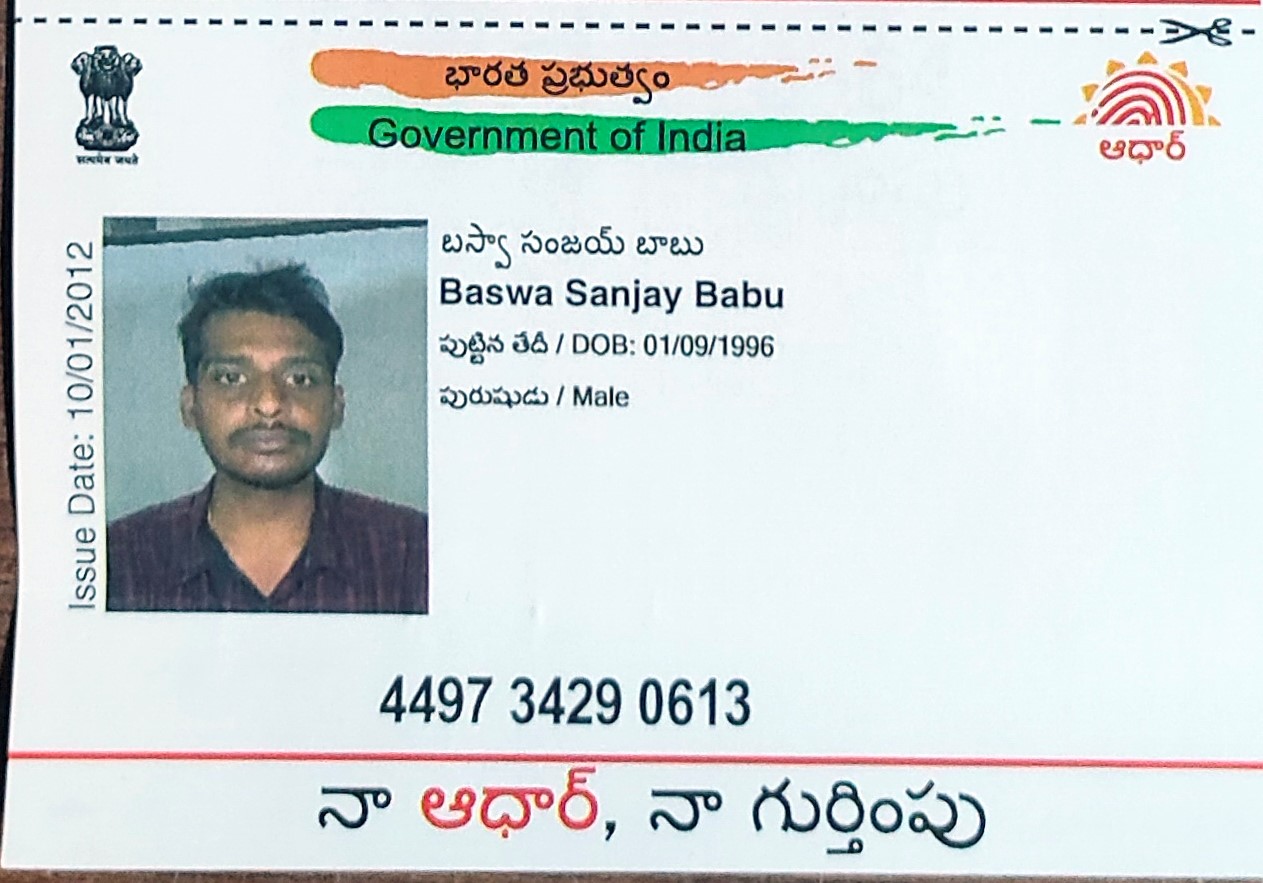 భారత ప్రభుత్వం
Government of India
सत्यमेव जयते
ఆధార్
Issue Date: 10/01/2012
బస్వా సంజయ్ బాబు
Baswa Sanjay Babu
పుట్టిన తేదీ / DOB: 01/09/1996
పురుషుడు / Male
4497 3429 0613
నా ఆధార్, నా గుర్తింపు